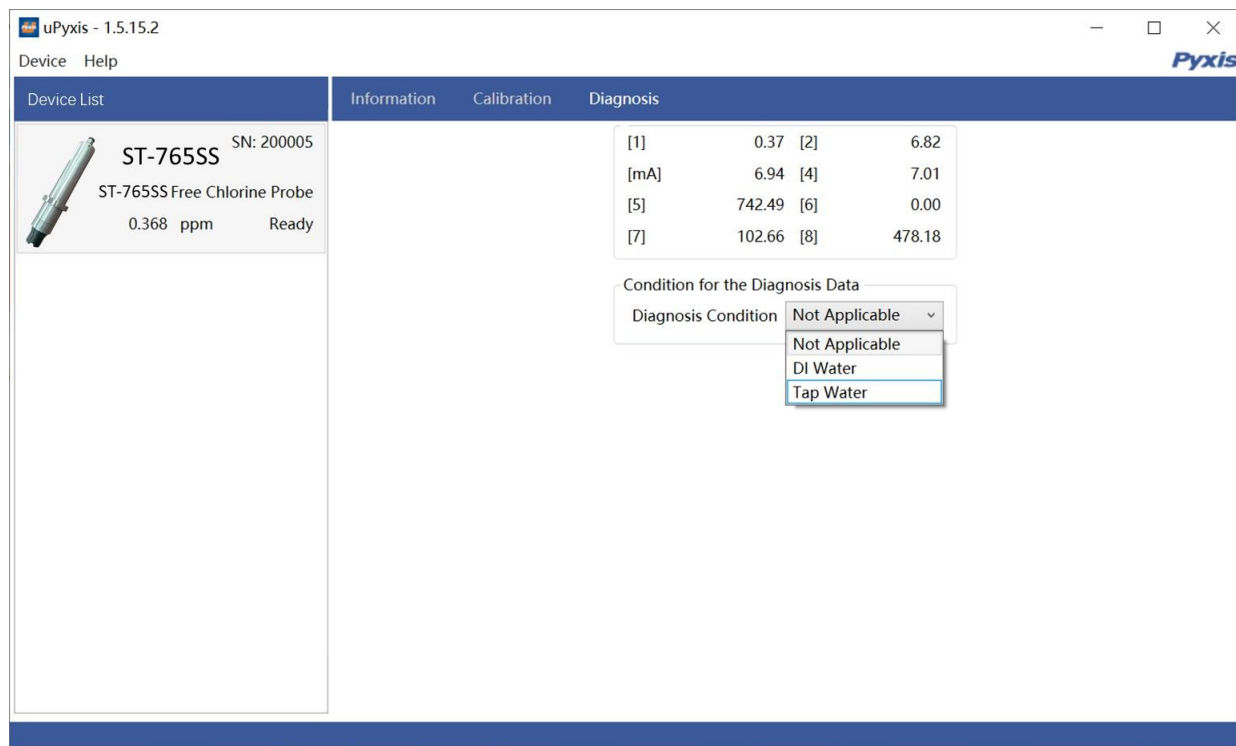 uPyxis - 1.5.15.2
Device Help
Pyxis
Device List
Information Calibration Diagnosis
ST-765SS SN: 200005
ST-765SS Free Chlorine Probe
0.368 ppm Ready
[1] 0.37 [2] 6.82
[mA] 6.94 [4] 7.01
[5] 742.49 [6] 0.00
[7] 102.66 [8] 478.18
Condition for the Diagnosis Data
Diagnosis Condition Not Applicable
Not Applicable
DI Water
Tap Water